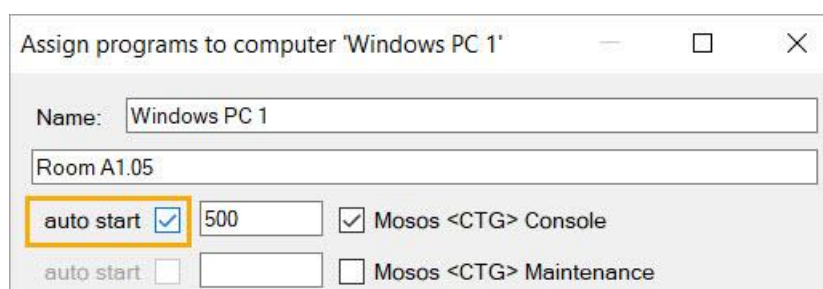 Assign programs to computer 'Windows PC 1'
Name: Windows PC 1
Room A1.05
auto start 500 Mosos <CTG> Console
auto start Mosos <CTG> Maintenance